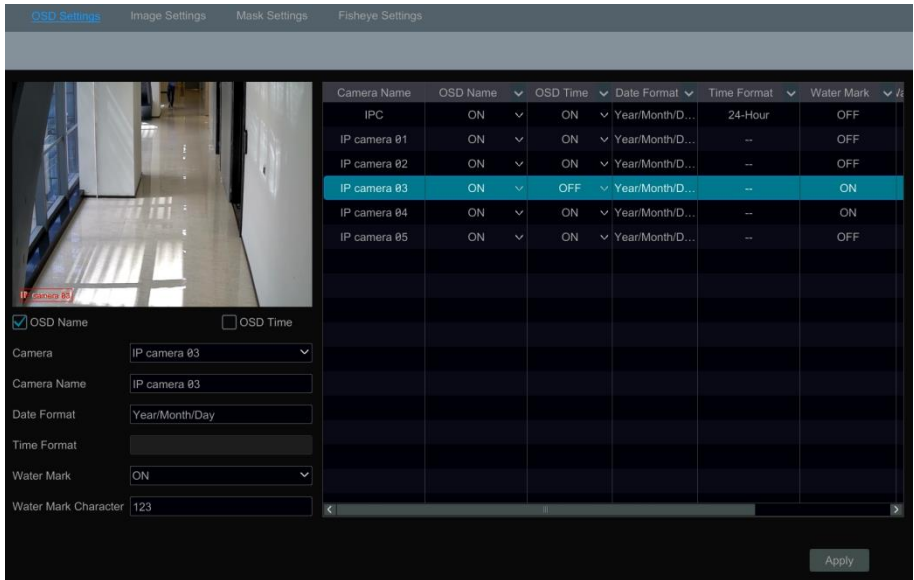 OSD Settings Image Settings Mask Settings Fisheye Settings
Camera Name OSD Name OSD Time Date Format Time Format Water Mark
IPC ON ON Year/Month/D... 24-Hour OFF
IP camera 01 ON ON Year/Month/D... -- OFF
IP camera 02 ON ON Year/Month/D... -- OFF
IP camera 03 ON OFF Year/Month/D... -- ON
IP camera 04 ON ON Year/Month/D... -- ON
IP camera 05 ON ON Year/Month/D... -- OFF
IP camera 03
OSD Name OSD Time
Camera IP camera 03
Camera Name IP camera 03
Date Format Year/Month/Day
Time Format
Water Mark ON
Water Mark Character 123
Apply